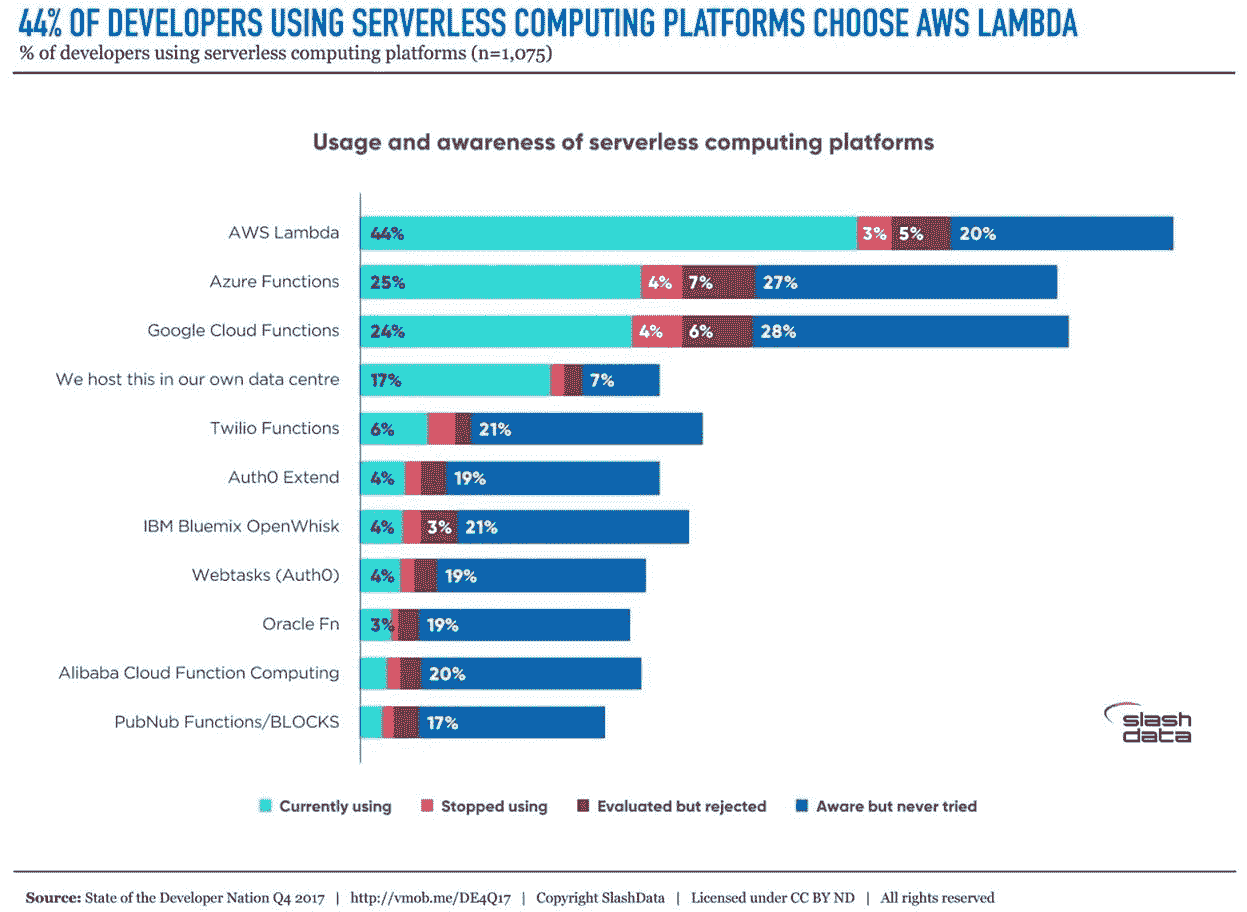 44% OF DEVELOPERS USING SERVERLESS COMPUTING PLATFORMS CHOOSE AWS LAMBDA
% of developers using serverless computing platforms (n=1,075)
Usage and awareness of serverless computing platforms
AWS Lambda 44% 3% 5% 20%
Azure Functions 25% 4% 7% 27%
Google Cloud Functions 24% 4% 6% 28%
We host this in our own data centre 17% 7%
Twilio Functions 6% 21%
Auth0 Extend 4% 19%
IBM Bluemix OpenWhisk 4% 3% 21%
Webtasks (Auth0) 4% 19%
Oracle Fn 3% 19%
Alibaba Cloud Function Computing 20%
PubNub Functions/BLOCKS 17%
slash
data
Currently using Stopped using Evaluated but rejected Aware but never tried
Source: State of the Developer Nation Q4 2017 | http://vmob.me/DE4Q17 | Copyright SlashData | Licensed under CC BY ND | All rights reserved